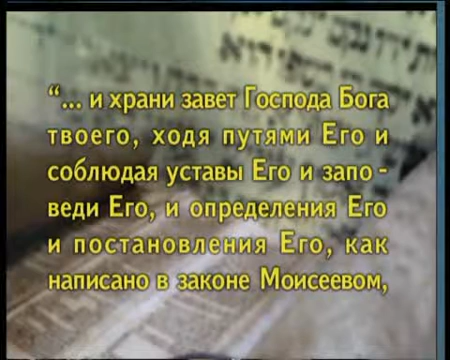 “... и храни завет Господа Бога
твоего, ходя путями Его и
соблюдая уставы Его и запо -
веди Его, и определения Его
и постановления Его, как
написано в законе Моисеевом,